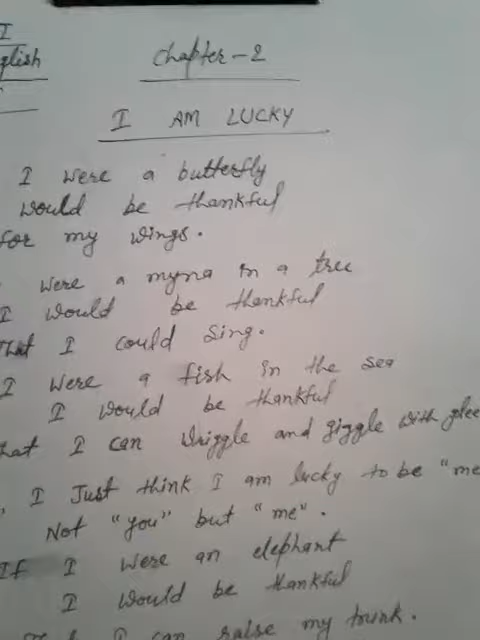 I
glish
Chapter-2
I AM LUCKY
I were a butterfly
would be thankful
for my wings.
were a myna in a tree
I would be thankful
That I could sing.
I were a fish in the sea
I would be thankful
hat I can wriggle and giggle with glee
I Just think I am lucky to be "me
Not "you" but "me".
If I were an elephant
I would be thankful
I can raise my trunk.